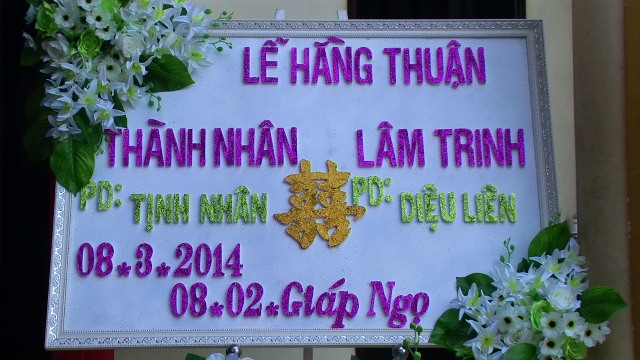 LỄ HẰNG THUẬN
THÀNH NHÂN LÂM TRINH
PD: TỊNH NHÂN 囍 PD: DIỆU LIÊN
08.3.2014
08.02.Giáp Ngọ